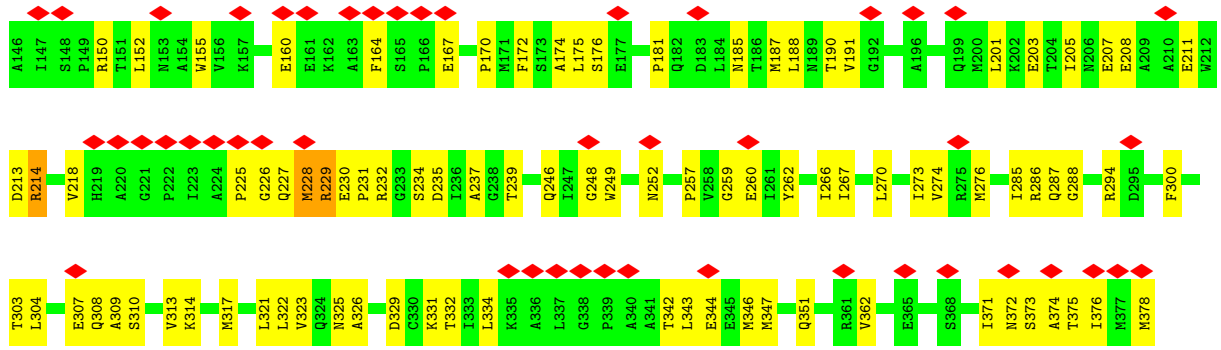 A146 I147 S148 P149 R150 T151 L152 N153 A154 W155 V156 K157 E160 E161 K162 A163 F164 S165 P166 E167 P170 M171 F172 S173 A174 L175 S176 E177 P181 Q182 D183 L184 N185 T186 M187 L188 N189 T190 V191 G192 A196 Q199 M200 L201 K202 E203 T204 I205 N206 E207 E208 A209 A210 E211 W212
D213 R214 V218 H219 A220 G221 P222 I223 A224 P225 G226 Q227 M228 R229 E230 P231 R232 G233 S234 D235 I236 A237 G238 T239 Q246 I247 G248 W249 N252 P257 V258 G259 E260 I261 Y262 I266 I267 L270 I273 V274 R275 M276 I285 R286 Q287 G288 R294 D295 F300
T303 L304 E307 Q308 A309 S310 V313 K314 M317 L321 L322 V323 Q324 N325 A326 D329 C330 K331 T332 I333 L334 K335 A336 L337 G338 P339 A340 A341 T342 L343 E344 E345 M346 M347 Q351 R361 V362 E365 S368 I371 N372 S373 A374 T375 I376 M377 M378